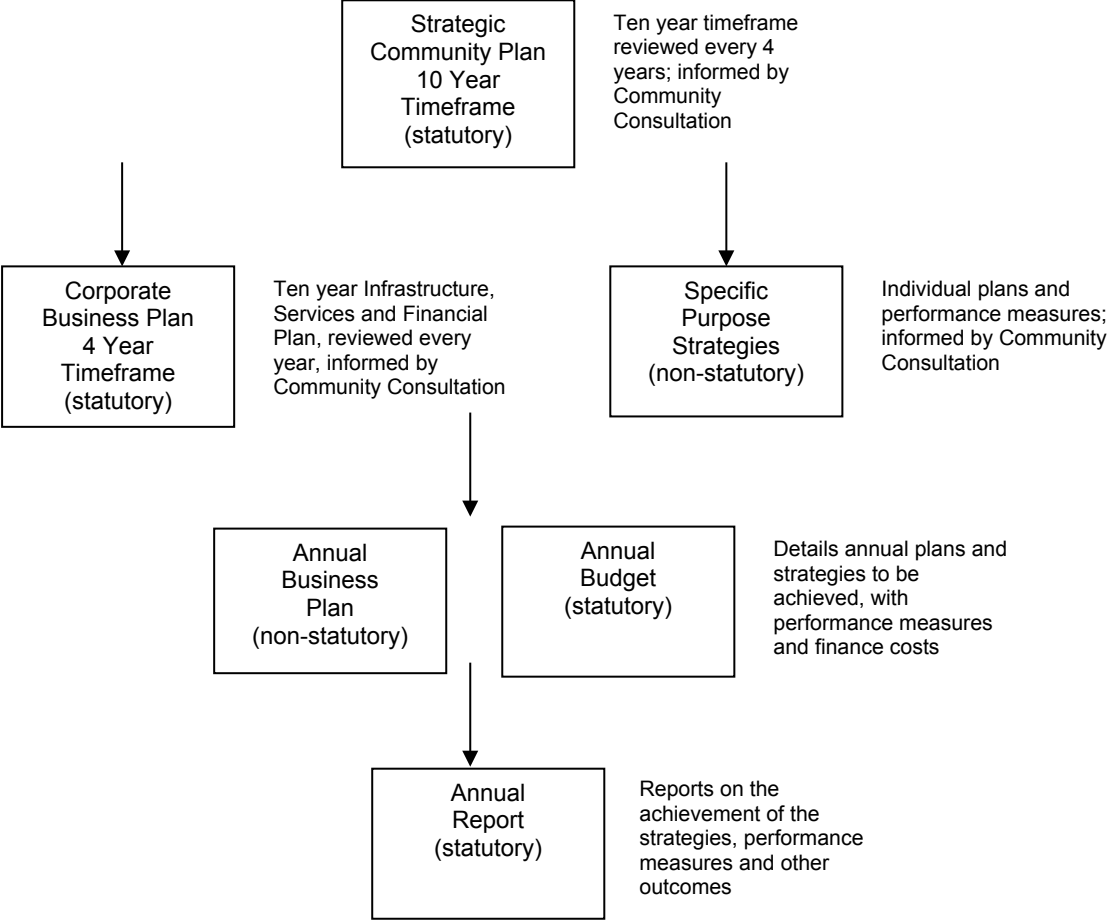 Strategic
Community Plan
10 Year
Timeframe
(statutory)
Ten year timeframe
reviewed every 4
years; informed by
Community
Consultation
Corporate
Business Plan
4 Year
Timeframe
(statutory)
Ten year Infrastructure,
Services and Financial
Plan, reviewed every
year, informed by
Community Consultation
Specific
Purpose
Strategies
(non-statutory)
Individual plans and
performance measures;
informed by Community
Consultation
Annual
Business
Plan
(non-statutory)
Annual
Budget
(statutory)
Details annual plans and
strategies to be
achieved, with
performance measures
and finance costs
Annual
Report
(statutory)
Reports on the
achievement of the
strategies, performance
measures and other
outcomes